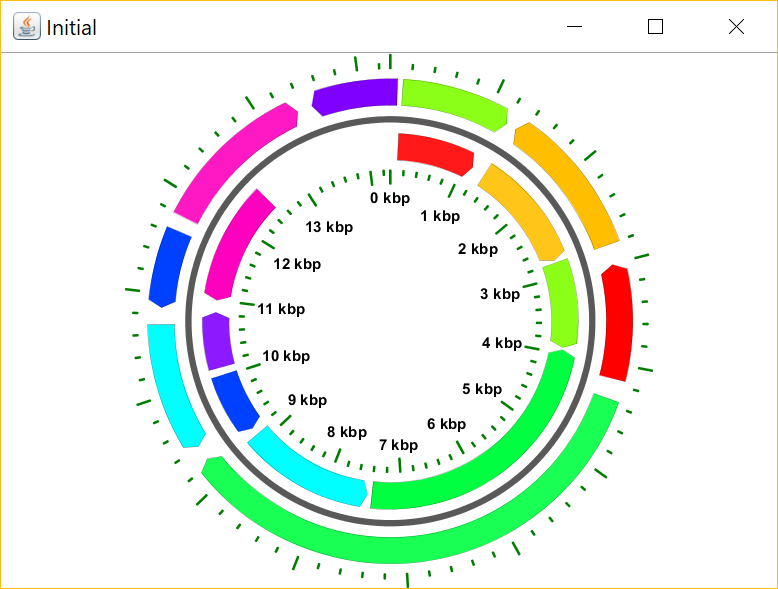 Initial
0 kbp
1 kbp
2 kbp
3 kbp
4 kbp
5 kbp
6 kbp
7 kbp
8 kbp
9 kbp
10 kbp
11 kbp
12 kbp
13 kbp